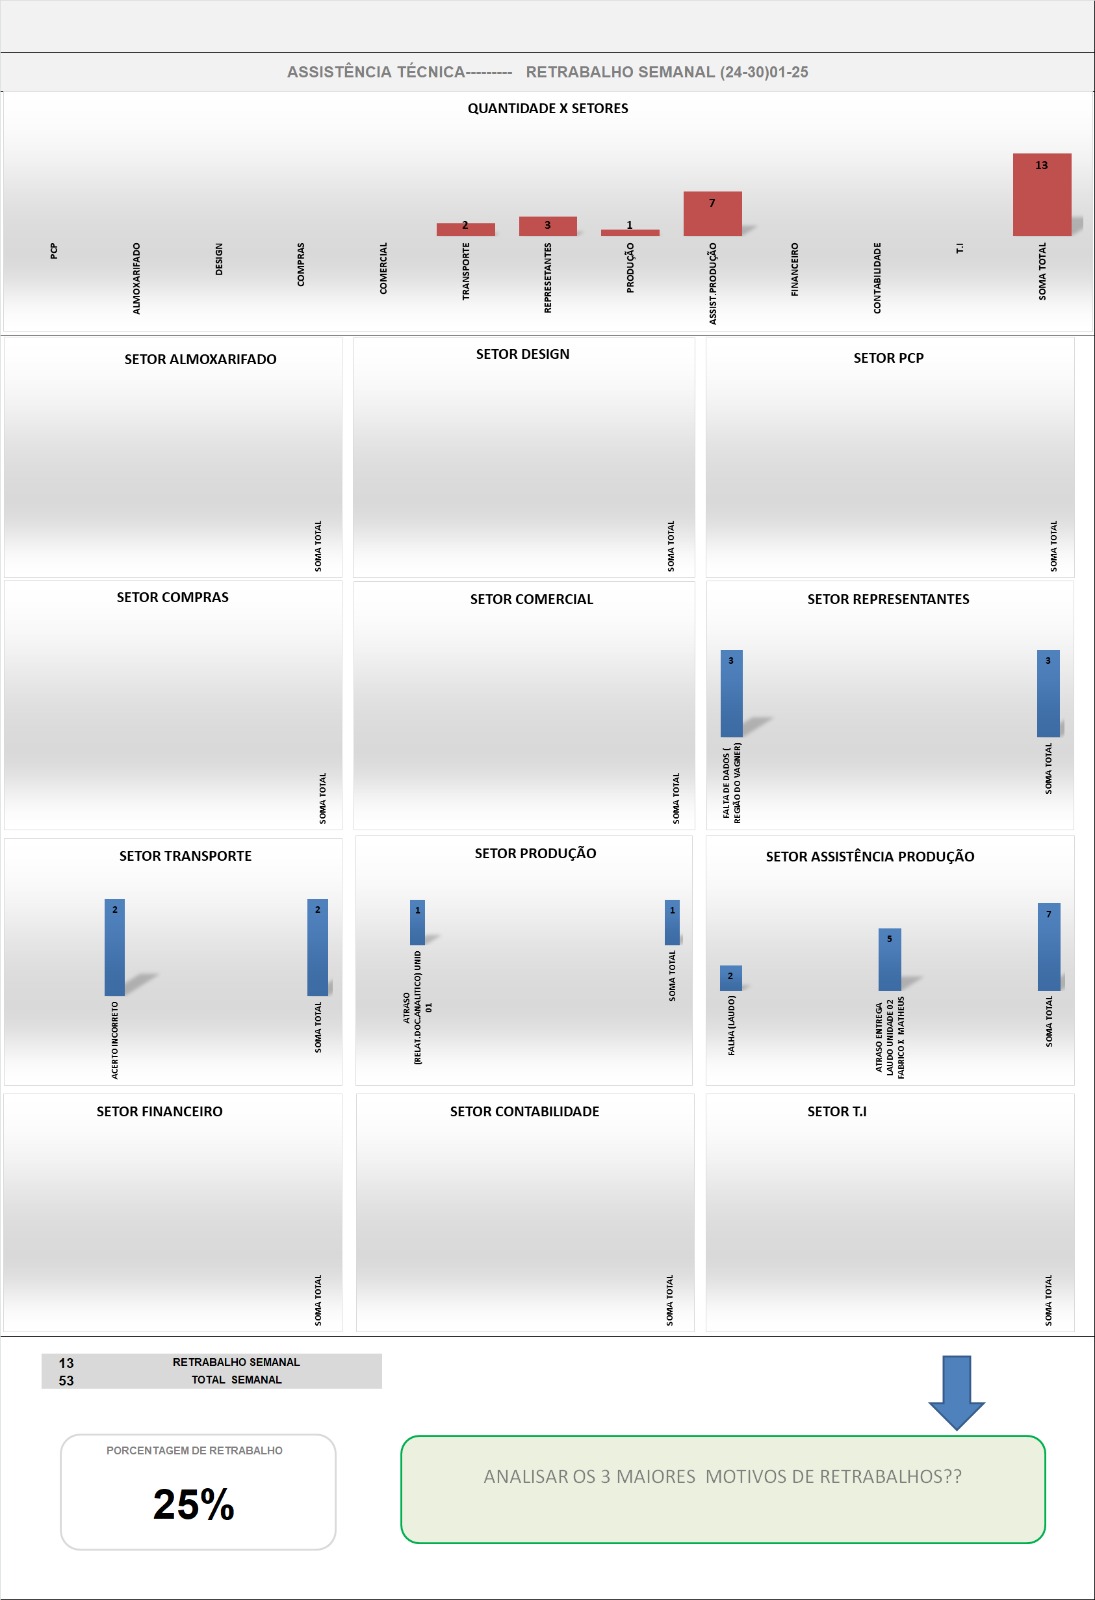 ASSISTÊNCIA TÉCNICA---------   RETRABALHO SEMANAL (24-30)01-25
QUANTIDADE X SETORES
2
3
1
7
13
PCP
ALMOXARIFADO
DESIGN
COMPRAS
COMERCIAL
TRANSPORTE
REPRESETANTES
PRODUÇÃO
ASSIST.PRODUÇÃO
FINANCEIRO
CONTABILIDADE
T.I
SOMA TOTAL
SETOR ALMOXARIFADO
SOMA TOTAL
SETOR DESIGN
SOMA TOTAL
SETOR PCP
SOMA TOTAL
SETOR COMPRAS
SOMA TOTAL
SETOR COMERCIAL
SOMA TOTAL
SETOR REPRESENTANTES
3
3
FALTA DE DADOS (
REGIÃO DO VAGNER)
SOMA TOTAL
SETOR TRANSPORTE
2
2
ACERTO INCORRETO
SOMA TOTAL
SETOR PRODUÇÃO
1
1
ATRASO
(RELAT.DOC.ANALITICO) UNID
01
SOMA TOTAL
SETOR ASSISTÊNCIA PRODUÇÃO
2
5
7
FALHA (LAUDO)
ATRASO ENTREGA
LAUDO UNIDADE 02
FABRICO X  MATHEUS
SOMA TOTAL
SETOR FINANCEIRO
SOMA TOTAL
SETOR CONTABILIDADE
SOMA TOTAL
SETOR T.I
SOMA TOTAL
13 RETRABALHO SEMANAL
53 TOTAL  SEMANAL
PORCENTAGEM DE RETRABALHO
25%
ANALISAR OS 3 MAIORES  MOTIVOS DE RETRABALHOS??